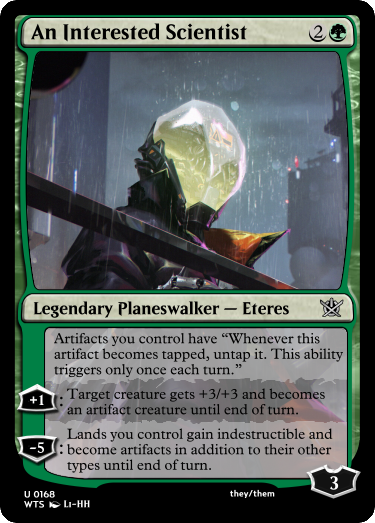 An Interested Scientist 2
Legendary Planeswalker — Eteres
Artifacts you control have “Whenever this
artifact becomes tapped, untap it. This ability
triggers only once each turn.”
+1: Target creature gets +3/+3 and becomes
an artifact creature until end of turn.
-5: Lands you control gain indestructible and
become artifacts in addition to their other
types until end of turn.
3
U 0168
WTS Li-HH
they/them